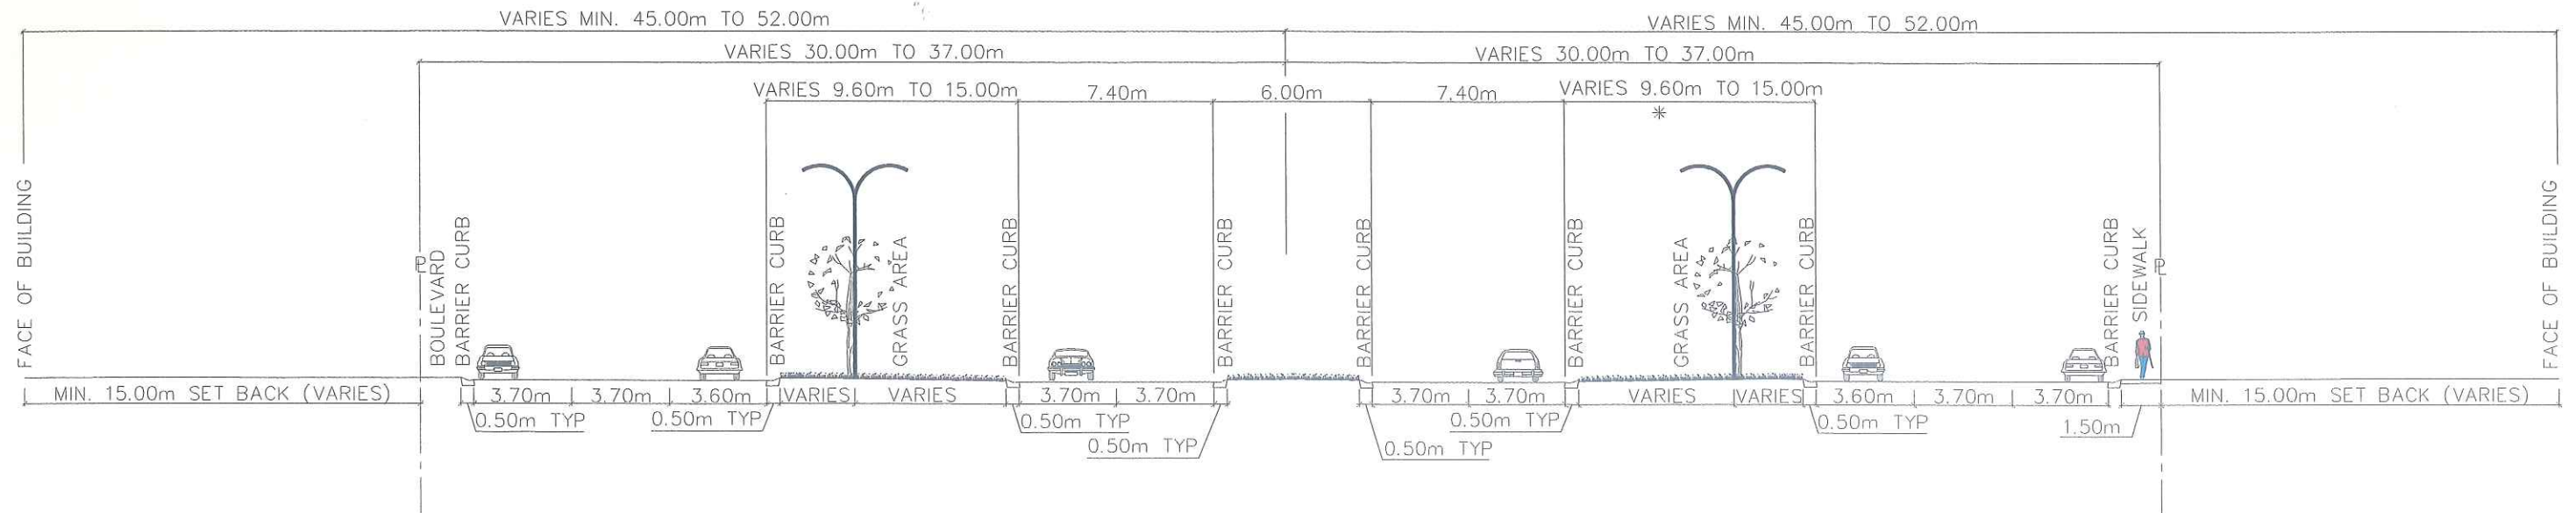 VARIES MIN. 45.00m TO 52.00m
VARIES MIN. 45.00m TO 52.00m
VARIES 30.00m TO 37.00m
VARIES 30.00m TO 37.00m
VARIES 9.60m TO 15.00m
7.40m
6.00m
7.40m
VARIES 9.60m TO 15.00m
*
FACE OF BUILDING
PL
BOULEVARD
BARRIER CURB
BARRIER CURB
GRASS AREA
BARRIER CURB
BARRIER CURB
BARRIER CURB
BARRIER CURB
GRASS AREA
BARRIER CURB
BARRIER CURB
SIDEWALK
PL
FACE OF BUILDING
MIN. 15.00m SET BACK (VARIES)
3.70m
3.70m
3.60m
VARIES
VARIES
3.70m
3.70m
3.70m
3.70m
VARIES
VARIES
3.60m
3.70m
3.70m
MIN. 15.00m SET BACK (VARIES)
0.50m TYP
0.50m TYP
0.50m TYP
0.50m TYP
0.50m TYP
0.50m TYP
0.50m TYP
1.50m